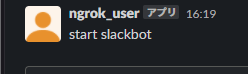 ngrok_user アプリ 16:19
start slackbot